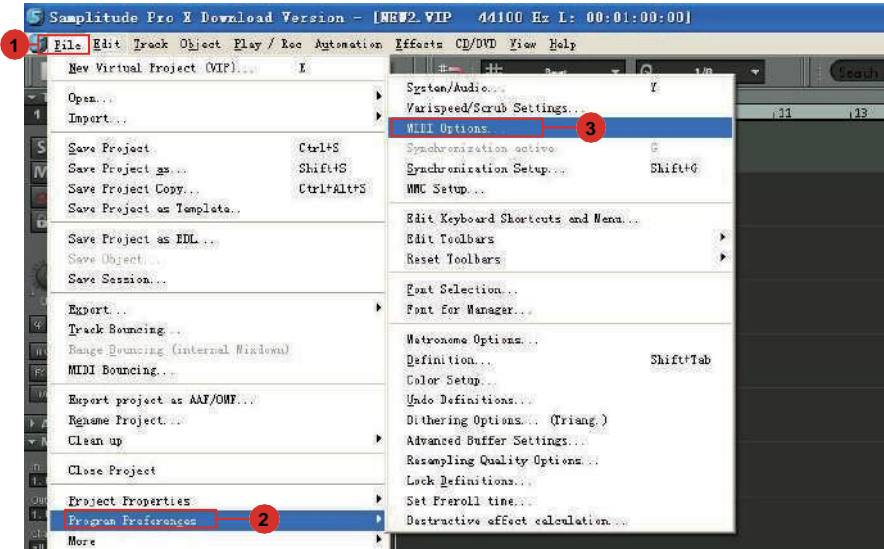 Samplitude Pro X Download Version - [NEW2.VIP 44100 Hz L: 00:01:00:00]
1
File Edit Track Object Play / Rec Automation Effects CD/DVD View Help
New Virtual Project (VIP)... E
Open...
Import...
Save Project Ctrl+S
Save Project as... Shift+S
Save Project Copy... Ctrl+Alt+S
Save Project as Template..
Save Project as EDL...
Save Object...
Save Session...
Export...
Track Bouncing...
Range Bouncing (internal Mixdown)
MIDI Bouncing...
Export project as AAF/OMF...
Rename Project...
Clean up
Close Project
Project Properties
Program Preferences 2
More
System/Audio... Y
Varispeed/Scrub Settings...
MIDI Options... 3
Synchronization active G
Synchronization Setup... Shift+G
MMC Setup...
Edit Keyboard Shortcuts and Menu...
Edit Toolbars
Reset Toolbars
Font Selection...
Font for Manager...
Metronome Options...
Definition... Shift+Tab
Color Setup...
Undo Definitions...
Dithering Options... (Triang.)
Advanced Buffer Settings...
Resampling Quality Options...
Lock Definitions...
Set Preroll time...
Destructive effect calculation...
1/8
Search
11 13
1
S
M